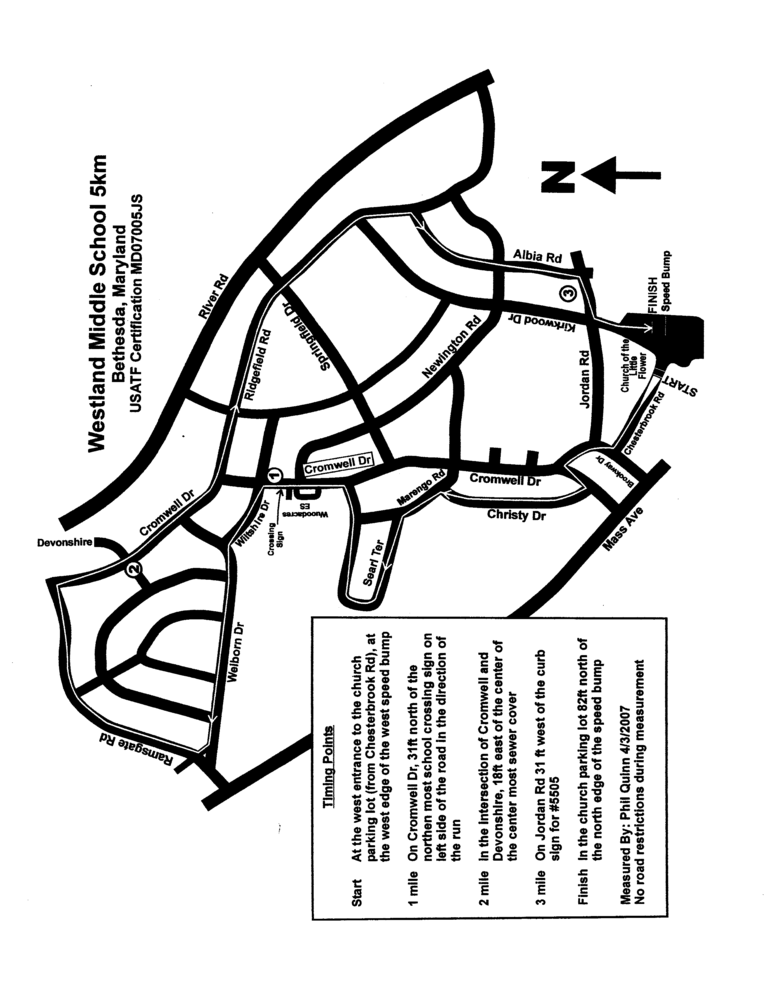 Westland Middle School 5km
Bethesda, Maryland
USATF Certification MD07005JS
N
River Rd
Ridgefield Rd
Springfield Dr
Newington Rd
Albia Rd
Kirkwood Dr
Jordan Rd
3
FINISH
Speed Bump
Church of the
Little
Flower
START
Chesterbrook Rd
Brookway Dr
Mass Ave
Cromwell Dr
Christy Dr
Marengo Rd
Cromwell Dr
1
Woodacres
ES
Searl Ter
Crossing
Sign
Wiltshire Dr
Cromwell Dr
Devonshire
2
Welborn Dr
Ramsgate Rd
Timing Points
Start At the west entrance to the church
parking lot (from Chesterbrook Rd), at
the west edge of the west speed bump
1 mile On Cromwell Dr, 31ft north of the
northen most school crossing sign on
left side of the road in the direction of
the run
2 mile In the intersection of Cromwell and
Devonshire, 18ft east of the center of
the center most sewer cover
3 mile On Jordan Rd 31 ft west of the curb
sign for #5505
Finish In the church parking lot 82ft north of
the north edge of the speed bump
Measured By: Phil Quinn 4/3/2007
No road restrictions during measurement